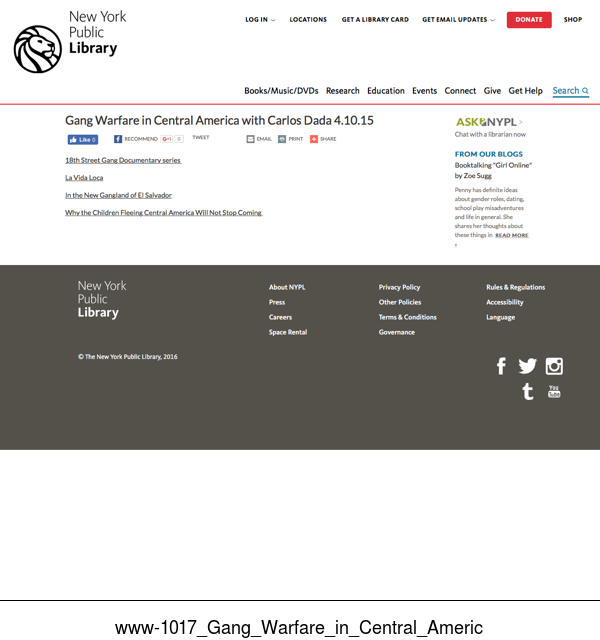 New York
Public
Library
LOG IN LOCATIONS GET A LIBRARY CARD GET EMAIL UPDATES DONATE SHOP
Books/Music/DVDs Research Education Events Connect Give Get Help Search
Gang Warfare in Central America with Carlos Dada 4.10.15
Like 0 RECOMMEND G+1 0 TWEET EMAIL PRINT SHARE
18th Street Gang Documentary series
La Vida Loca
In the New Gangland of El Salvador
Why the Children Fleeing Central America Will Not Stop Coming
ASK NYPL >
Chat with a librarian now
FROM OUR BLOGS
Booktalking "Girl Online"
by Zoe Sugg
Penny has definite ideas
about gender roles, dating,
school play misadventures
and life in general. She
shares her thoughts about
these things in READ MORE
New York
Public
Library
About NYPL
Press
Careers
Space Rental
Privacy Policy
Other Policies
Terms & Conditions
Governance
Rules & Regulations
Accessibility
Language
© The New York Public Library, 2016
You
Tube
www-1017_Gang_Warfare_in_Central_Americ